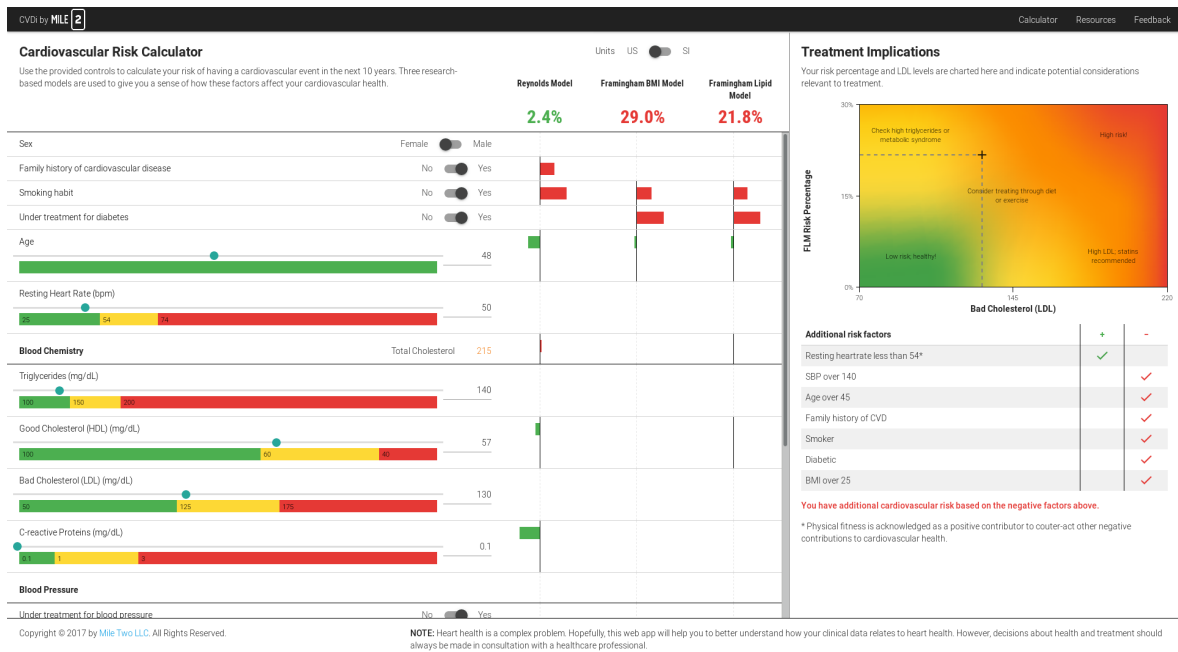 CVDi by MILE 2
Calculator Resources Feedback
Cardiovascular Risk Calculator
Use the provided controls to calculate your risk of having a cardiovascular event in the next 10 years. Three research-
based models are used to give you a sense of how these factors affect your cardiovascular health.
Units US SI
Reynolds Model Framingham BMI Model Framingham Lipid
Model
2.4% 29.0% 21.8%
Sex Female Male
Family history of cardiovascular disease No Yes
Smoking habit No Yes
Under treatment for diabetes No Yes
Age
48
Resting Heart Rate (bpm)
50
25 54 74
Blood Chemistry Total Cholesterol 215
Triglycerides (mg/dL)
140
100 150 200
Good Cholesterol (HDL) (mg/dL)
57
100 60 40
Bad Cholesterol (LDL) (mg/dL)
130
50 125 175
C-reactive Proteins (mg/dL)
0.1
0.1 1 3
Blood Pressure
Under treatment for blood pressure No Yes
Treatment Implications
Your risk percentage and LDL levels are charted here and indicate potential considerations
relevant to treatment.
30%
15%
0%
FLM Risk Percentage
Check high triglycerides or
metabolic syndrome
High risk!
Consider treating through diet
or exercise
Low risk, healthy!
High LDL, statins
recommended
70 145 220
Bad Cholesterol (LDL)
Additional risk factors + -
Resting heartrate less than 54*
SBP over 140
Age over 45
Family history of CVD
Smoker
Diabetic
BMI over 25
You have additional cardiovascular risk based on the negative factors above.
* Physical fitness is acknowledged as a positive contributor to couter-act other negative
contributions to cardiovascular health.
Copyright © 2017 by Mile Two LLC. All Rights Reserved.
NOTE: Heart health is a complex problem. Hopefully, this web app will help you to better understand how your clinical data relates to heart health. However, decisions about health and treatment should
always be made in consultation with a healthcare professional.